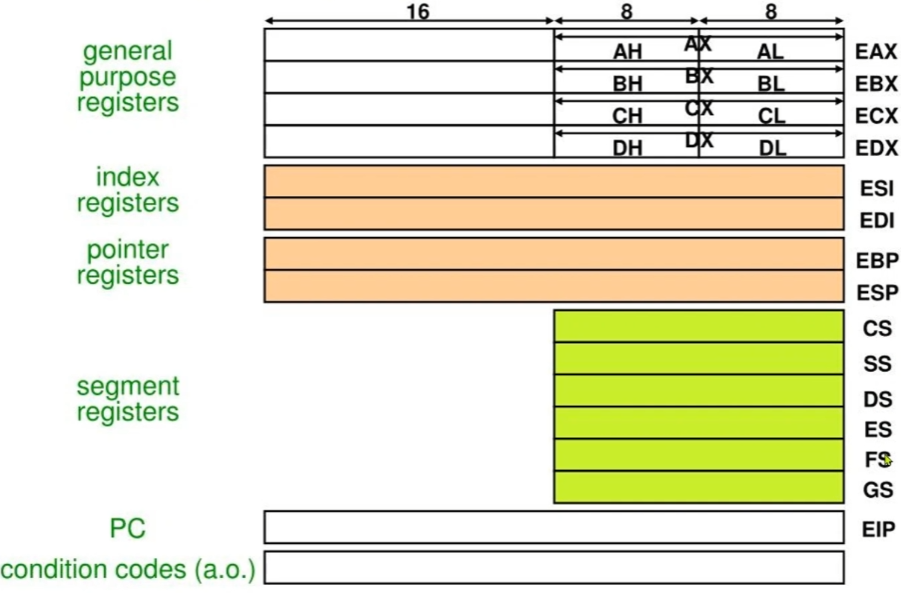 16 8 8
general
purpose
registers
AH AX AL EAX
BH BX BL EBX
CH CX CL ECX
DH DX DL EDX
index
registers
ESI
EDI
pointer
registers
EBP
ESP
segment
registers
CS
SS
DS
ES
FS
GS
PC EIP
condition codes (a.o.)